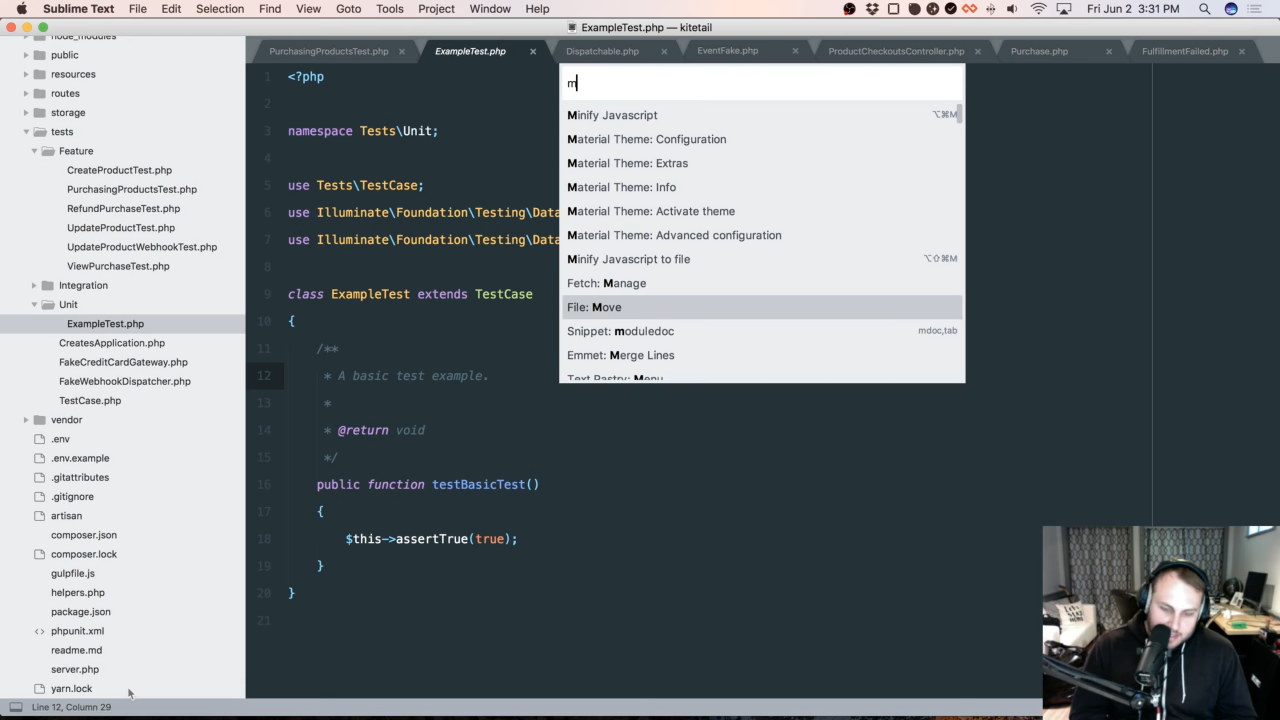 Sublime Text File Edit Selection Find View Goto Tools Project Window Help Fri Jun 2 3:31 PM
ExampleTest.php — kitetail
node_modules
public
resources
routes
storage
tests
Feature
CreateProductTest.php
PurchasingProductsTest.php
RefundPurchaseTest.php
UpdateProductTest.php
UpdateProductWebhookTest.php
ViewPurchaseTest.php
Integration
Unit
ExampleTest.php
CreatesApplication.php
FakeCreditCardGateway.php
FakeWebhookDispatcher.php
TestCase.php
vendor
.env
.env.example
.gitattributes
.gitignore
artisan
composer.json
composer.lock
gulpfile.js
helpers.php
package.json
phpunit.xml
readme.md
server.php
yarn.lock
PurchasingProductsTest.php × ExampleTest.php × Dispatchable.php × EventFake.php × ProductCheckoutsController.php × Purchase.php × FulfillmentFailed.php ×
1 <?php
2
3 namespace Tests\Unit;
4
5 use Tests\TestCase;
6 use Illuminate\Foundation\Testing\Data
7 use Illuminate\Foundation\Testing\Data
8
9 class ExampleTest extends TestCase
10 {
11 /**
12 * A basic test example.
13 *
14 * @return void
15 */
16 public function testBasicTest()
17 {
18 $this->assertTrue(true);
19 }
20 }
21
m
Minify Javascript ⌥⌘M
Material Theme: Configuration
Material Theme: Extras
Material Theme: Info
Material Theme: Activate theme
Material Theme: Advanced configuration
Minify Javascript to file ⌥⇧⌘M
Fetch: Manage
File: Move
Snippet: moduledoc mdoc,tab
Emmet: Merge Lines
Text Pastry: Menu
Line 12, Column 29